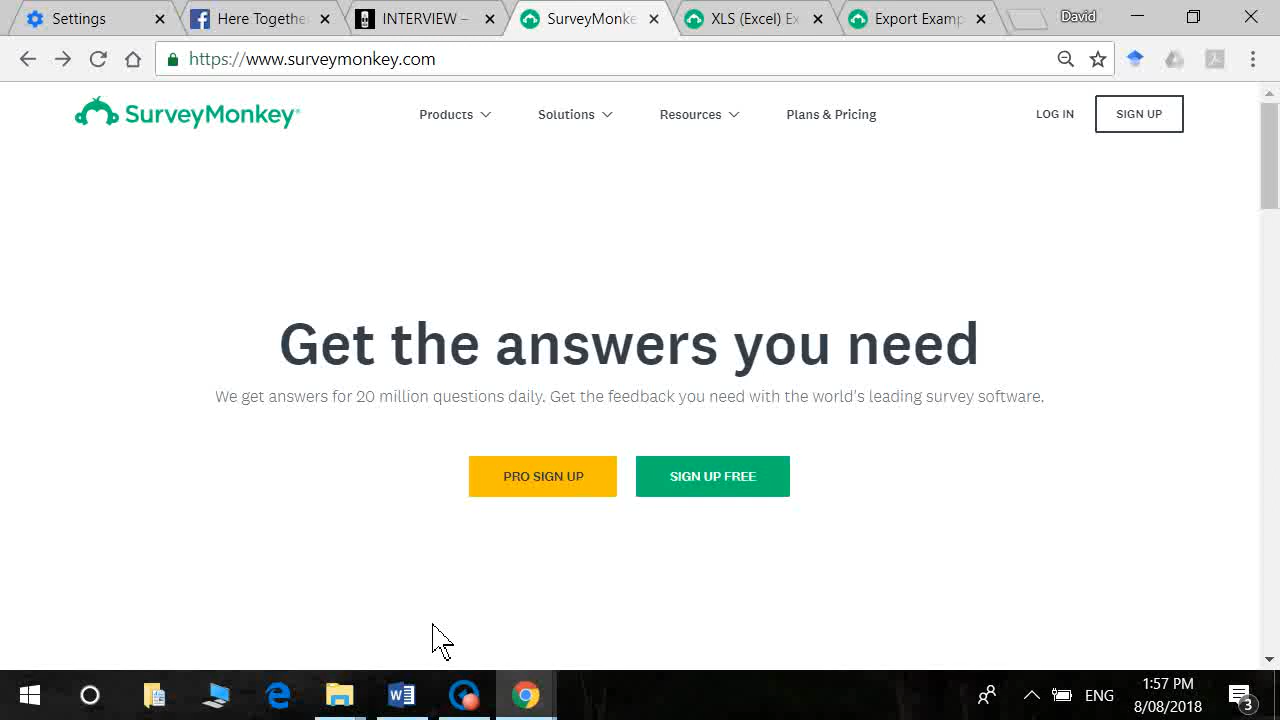 Settings
Here Together
INTERVIEW –
SurveyMonke
XLS (Excel) E
Export Examp
David
https://www.surveymonkey.com
SurveyMonkey®
Products
Solutions
Resources
Plans & Pricing
LOG IN
SIGN UP
Get the answers you need
We get answers for 20 million questions daily. Get the feedback you need with the world's leading survey software.
PRO SIGN UP
SIGN UP FREE
ENG
1:57 PM
8/08/2018
3